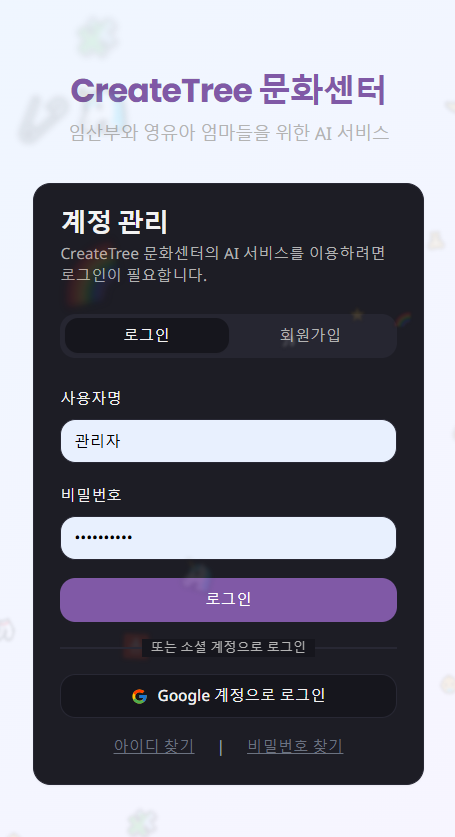 CreateTree 문화센터
임산부와 영유아 엄마들을 위한 AI 서비스
계정 관리
CreateTree 문화센터의 AI 서비스를 이용하려면
로그인이 필요합니다.
로그인 회원가입
사용자명
관리자
비밀번호
••••••••••
로그인
또는 소셜 계정으로 로그인
Google 계정으로 로그인
아이디 찾기 | 비밀번호 찾기